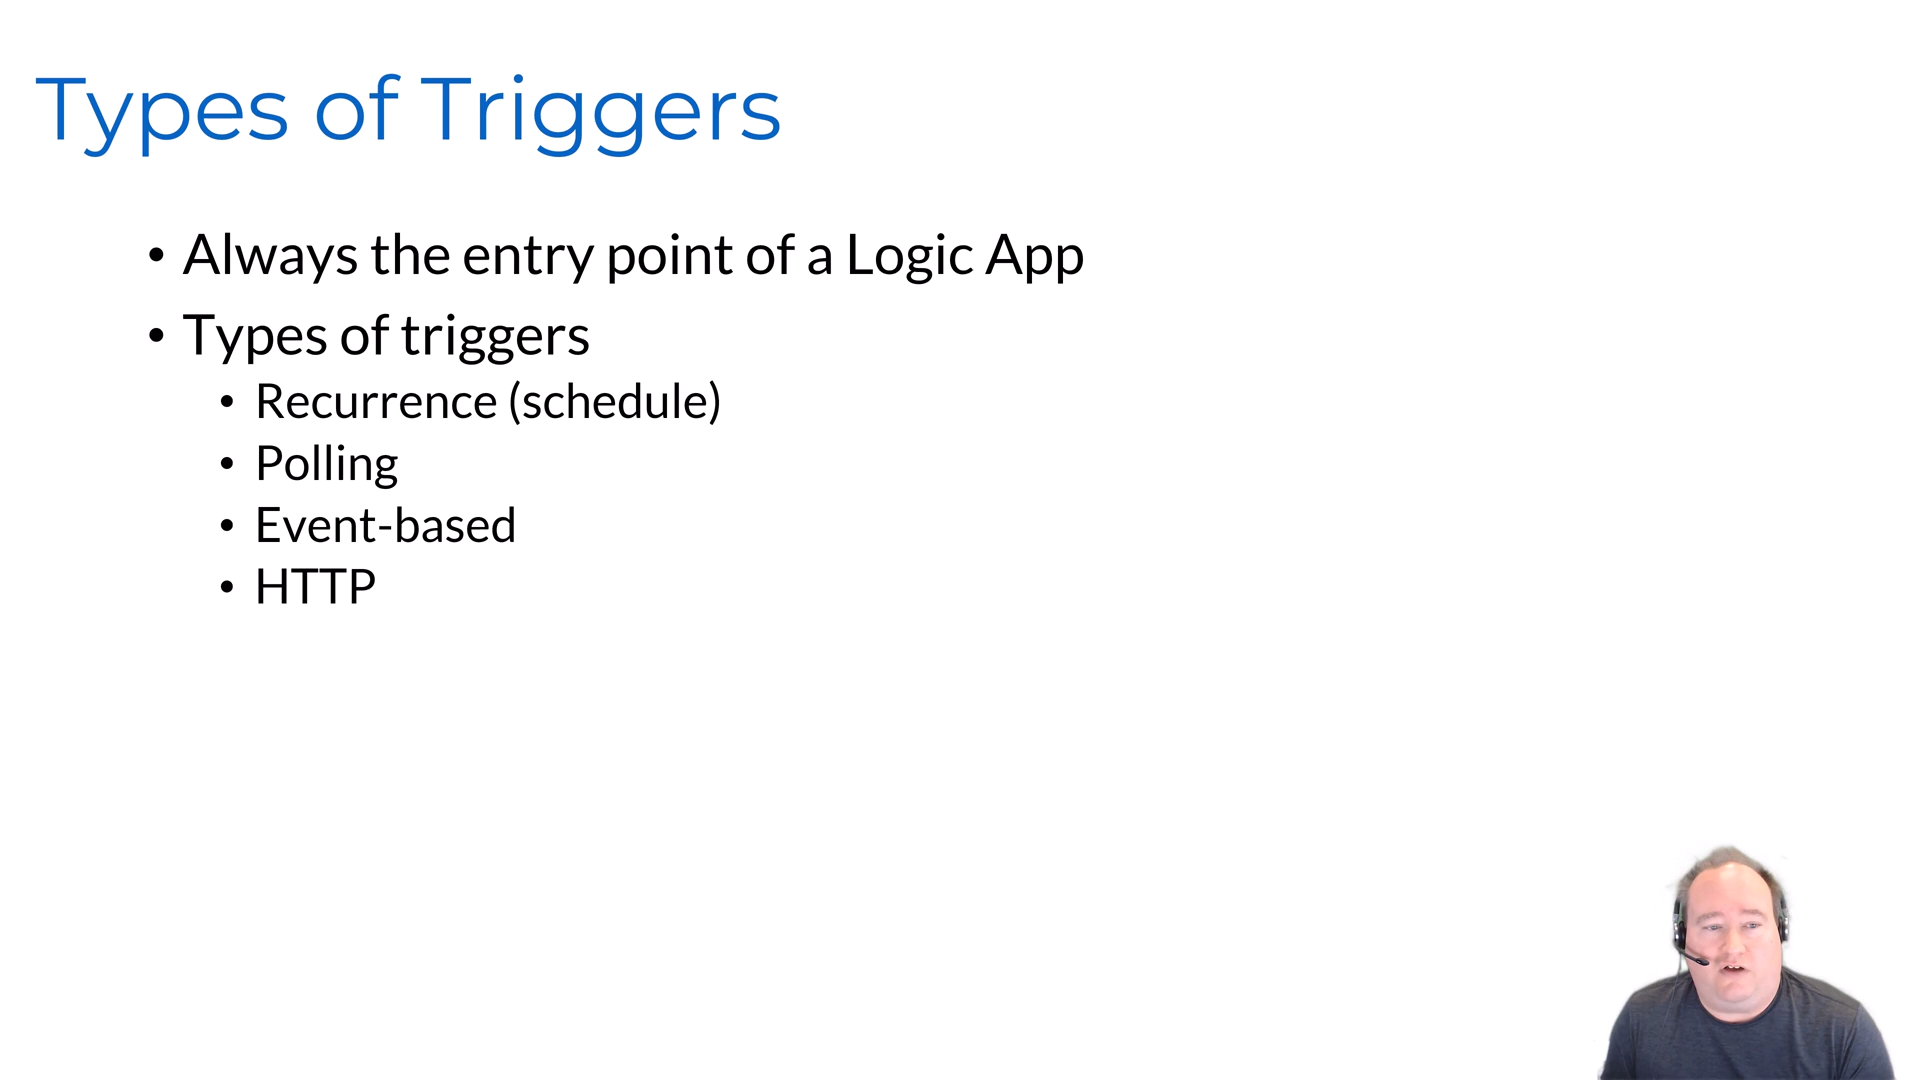 Types of Triggers
• Always the entry point of a Logic App
• Types of triggers
• Recurrence (schedule)
• Polling
• Event-based
• HTTP